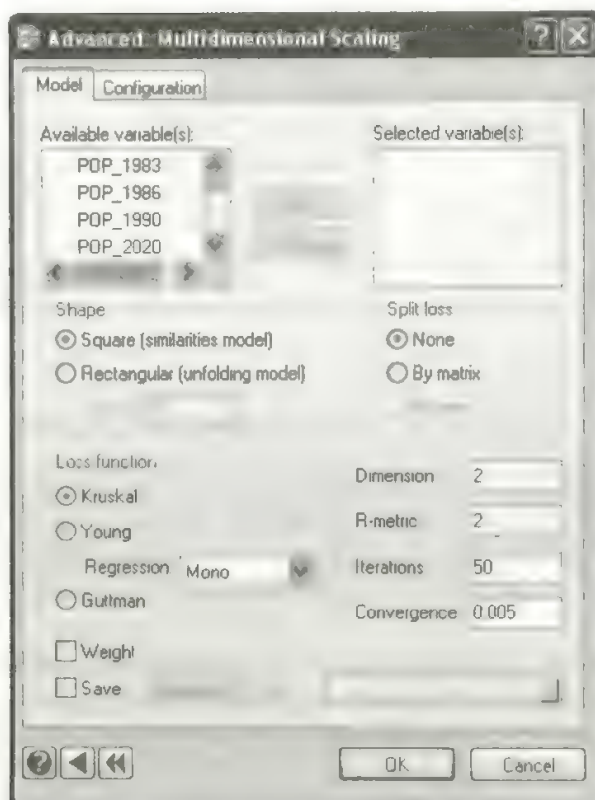 Advanced: Multidimensional Scaling
Model Configuration
Available variable(s):
POP_1983
POP_1986
POP_1990
POP_2020
Selected variable(s):
Shape
Square (similarities model)
Rectangular (unfolding model)
Split loss
None
By matrix
Loss function
Kruskal
Young
Regression Mono
Guttman
Dimension 2
R-metric 2
Iterations 50
Convergence 0.005
Weight
Save
OK Cancel